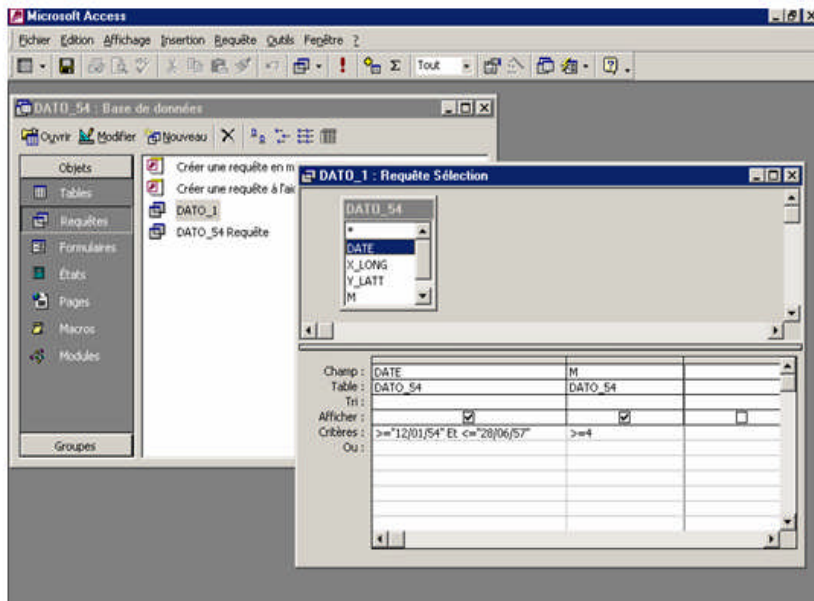 Microsoft Access
Fichier Edition Affichage Insertion Requête Outils Fenêtre ?
Tout
DATO_54 : Base de données
Ouvrir Modifier Nouveau
Objets
Tables
Requêtes
Formulaires
États
Pages
Macros
Modules
Groupes
Créer une requête en m
Créer une requête à l'aid
DATO_1
DATO_54 Requête
DATO_1 : Requête Sélection
DATO_54
*
DATE
X_LONG
Y_LATT
M
Champ : DATE M
Table : DATO_54 DATO_54
Tri :
Afficher :
Critères : >="12/01/54" Et <="28/06/57" >=4
Ou :